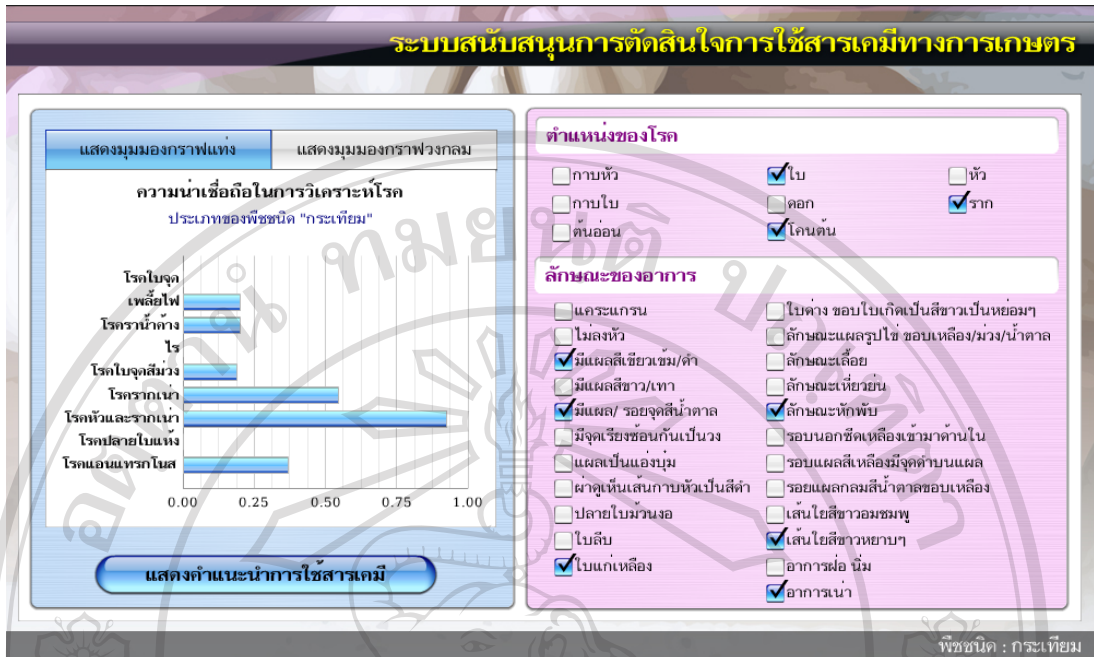 ระบบสนับสนุนการตัดสินใจการใช้สารเคมีทางการเกษตร
แสดงมุมมองกราฟแท่ง
แสดงมุมมองกราฟวงกลม
ความน่าเชื่อถือในการวิเคราะห์โรค
ประเภทของพืชชนิด "กระเทียม"
โรคใบจุด
เพลี้ยไฟ
โรคราน้ำค้าง
ไร
โรคใบจุดสีม่วง
โรครากเน่า
โรคหัวและรากเน่า
โรคปลายใบแห้ง
โรคแอนแทรกโนส
0.00 0.25 0.50 0.75 1.00
แสดงคำแนะนำการใช้สารเคมี
ตำแหน่งของโรค
กาบหัว
ใบ
หัว
กาบใบ
ดอก
ราก
ต้นอ่อน
โคนต้น
ลักษณะของอาการ
แคระแกรน
ไม่ลงหัว
มีแผลสีเขียวเข้ม/ดำ
มีแผลสีขาว/เทา
มีแผล/ รอยจุดสีน้ำตาล
มีจุดเรียงซ้อนกันเป็นวง
แผลเป็นแอ่งบุ๋ม
ผ่าดูเห็นเส้นกาบหัวเป็นสีดำ
ปลายใบม้วนงอ
ใบลีบ
ใบแก่เหลือง
ใบด่าง ขอบใบเกิดเป็นสีขาวเป็นหย่อมๆ
ลักษณะแผลรูปไข่ ขอบเหลือง/ม่วง/น้ำตาล
ลักษณะเลื้อย
ลักษณะเหี่ยวย่น
ลักษณะหักพับ
รอบนอกซีดเหลืองเข้ามาด้านใน
รอบแผลสีเหลืองมีจุดดำบนแผล
รอยแผลกลมสีน้ำตาลขอบเหลือง
เส้นใยสีขาวอมชมพู
เส้นใยสีขาวหยาบๆ
อาการฝ่อ นิ่ม
อาการเน่า
พืชชนิด : กระเทียม